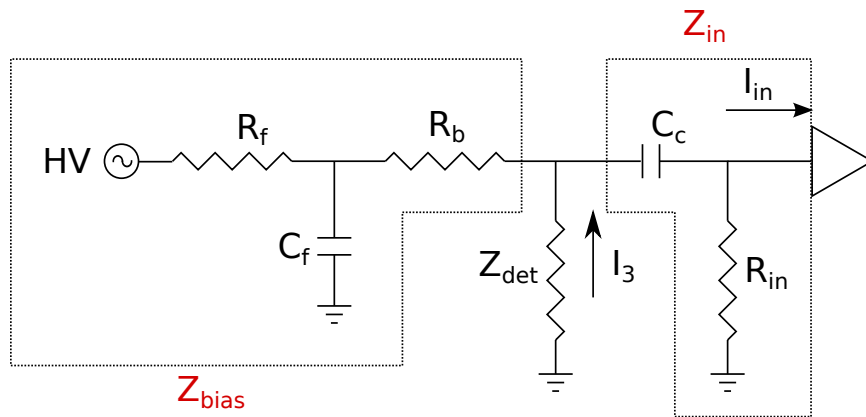 Z_in
I_in
R_f
R_b
C_c
HV
C_f
Z_det
I_3
R_in
Z_bias